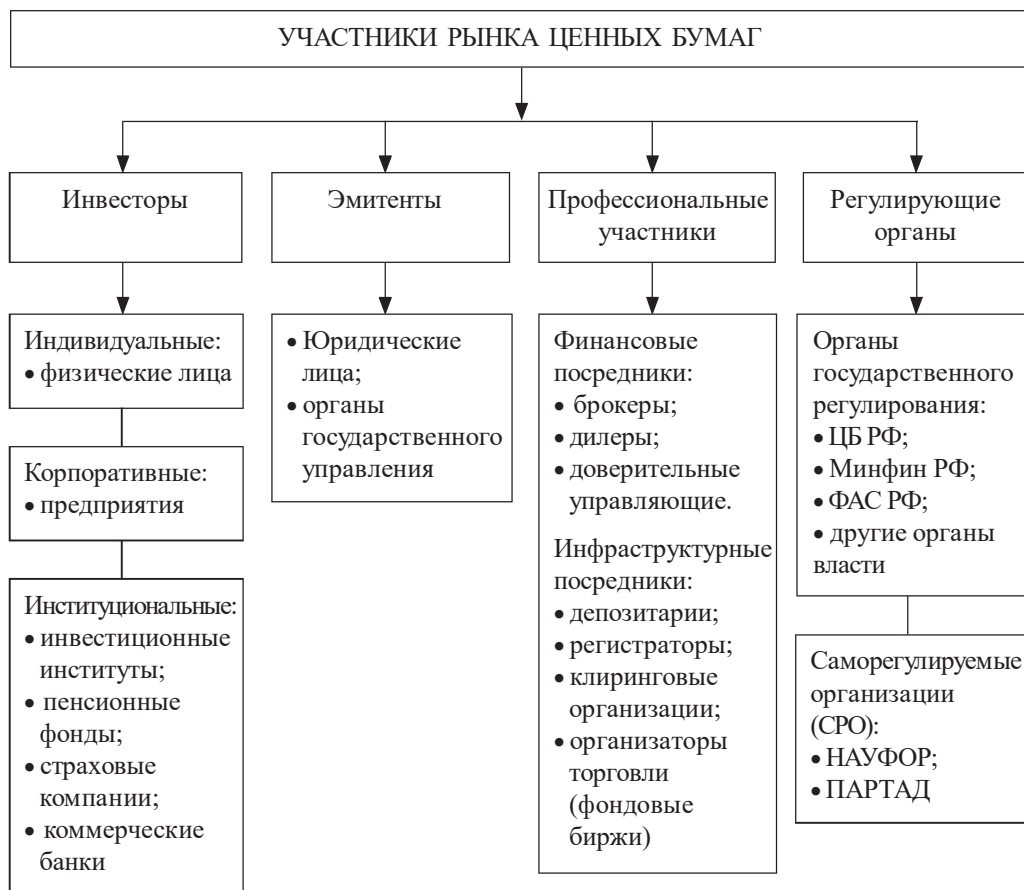 УЧАСТНИКИ РЫНКА ЦЕННЫХ БУМАГ
Инвесторы
Эмитенты
Профессиональные
участники
Регулирующие
органы
Индивидуальные:
• физические лица
Корпоративные:
• предприятия
Институциональные:
• инвестиционные
институты;
• пенсионные
фонды;
• страховые
компании;
• коммерческие
банки
• Юридические
лица;
• органы
государственного
управления
Финансовые
посредники:
• брокеры;
• дилеры;
• доверительные
управляющие.
Инфраструктурные
посредники:
• депозитарии;
• регистраторы;
• клиринговые
организации;
• организаторы
торговли
(фондовые
биржи)
Органы
государственного
регулирования:
• ЦБ РФ;
• Минфин РФ;
• ФАС РФ;
• другие органы
власти
Саморегулируемые
организации
(СРО):
• НАУФОР;
• ПАРТАД